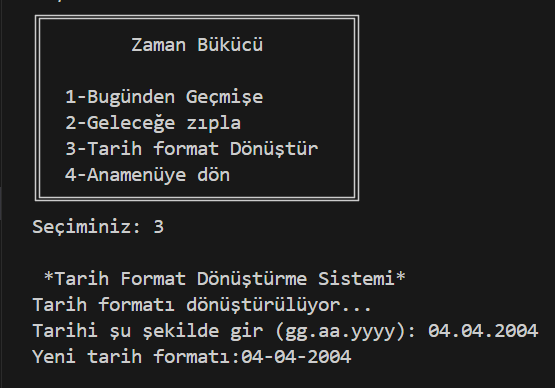 Zaman Bükücü
1-Bugünden Geçmişe
2-Geleceğe zıpla
3-Tarih format Dönüştür
4-Anamenüye dön
Seçiminiz: 3
*Tarih Format Dönüştürme Sistemi*
Tarih formatı dönüştürülüyor...
Tarihi şu şekilde gir (gg.aa.yyyy): 04.04.2004
Yeni tarih formatı:04-04-2004